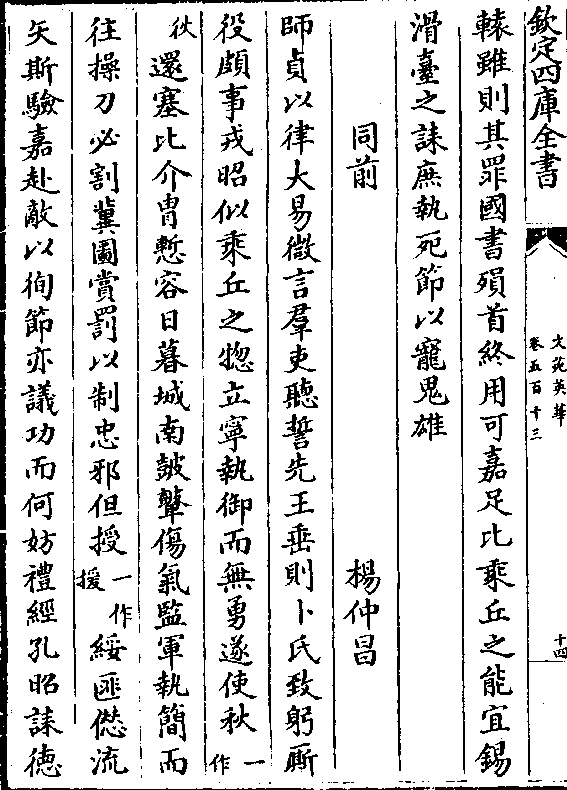 欽定四庫全書
文苑英華
卷五百十三
十四
轅雖則其罪國書殞首終用可嘉足比乘丘之能宜錫
滑臺之誄庶執死節以寵鬼雄
同前
楊仲昌
師貞以律大易微言羣吏聽誓先王垂則卜氏致躬厮
役頗事戎昭似乘丘之惣立寧執御而無勇遂使秋一作
秋還塞比介冑慙容日暮城南皷鼙傷氣監軍執簡而
往操刀必割冀圖賞罰以制忠邪但授一作援綏匪僽流
矢斯驗嘉赴敵以徇節亦議功而何妨禮經孔昭誄德